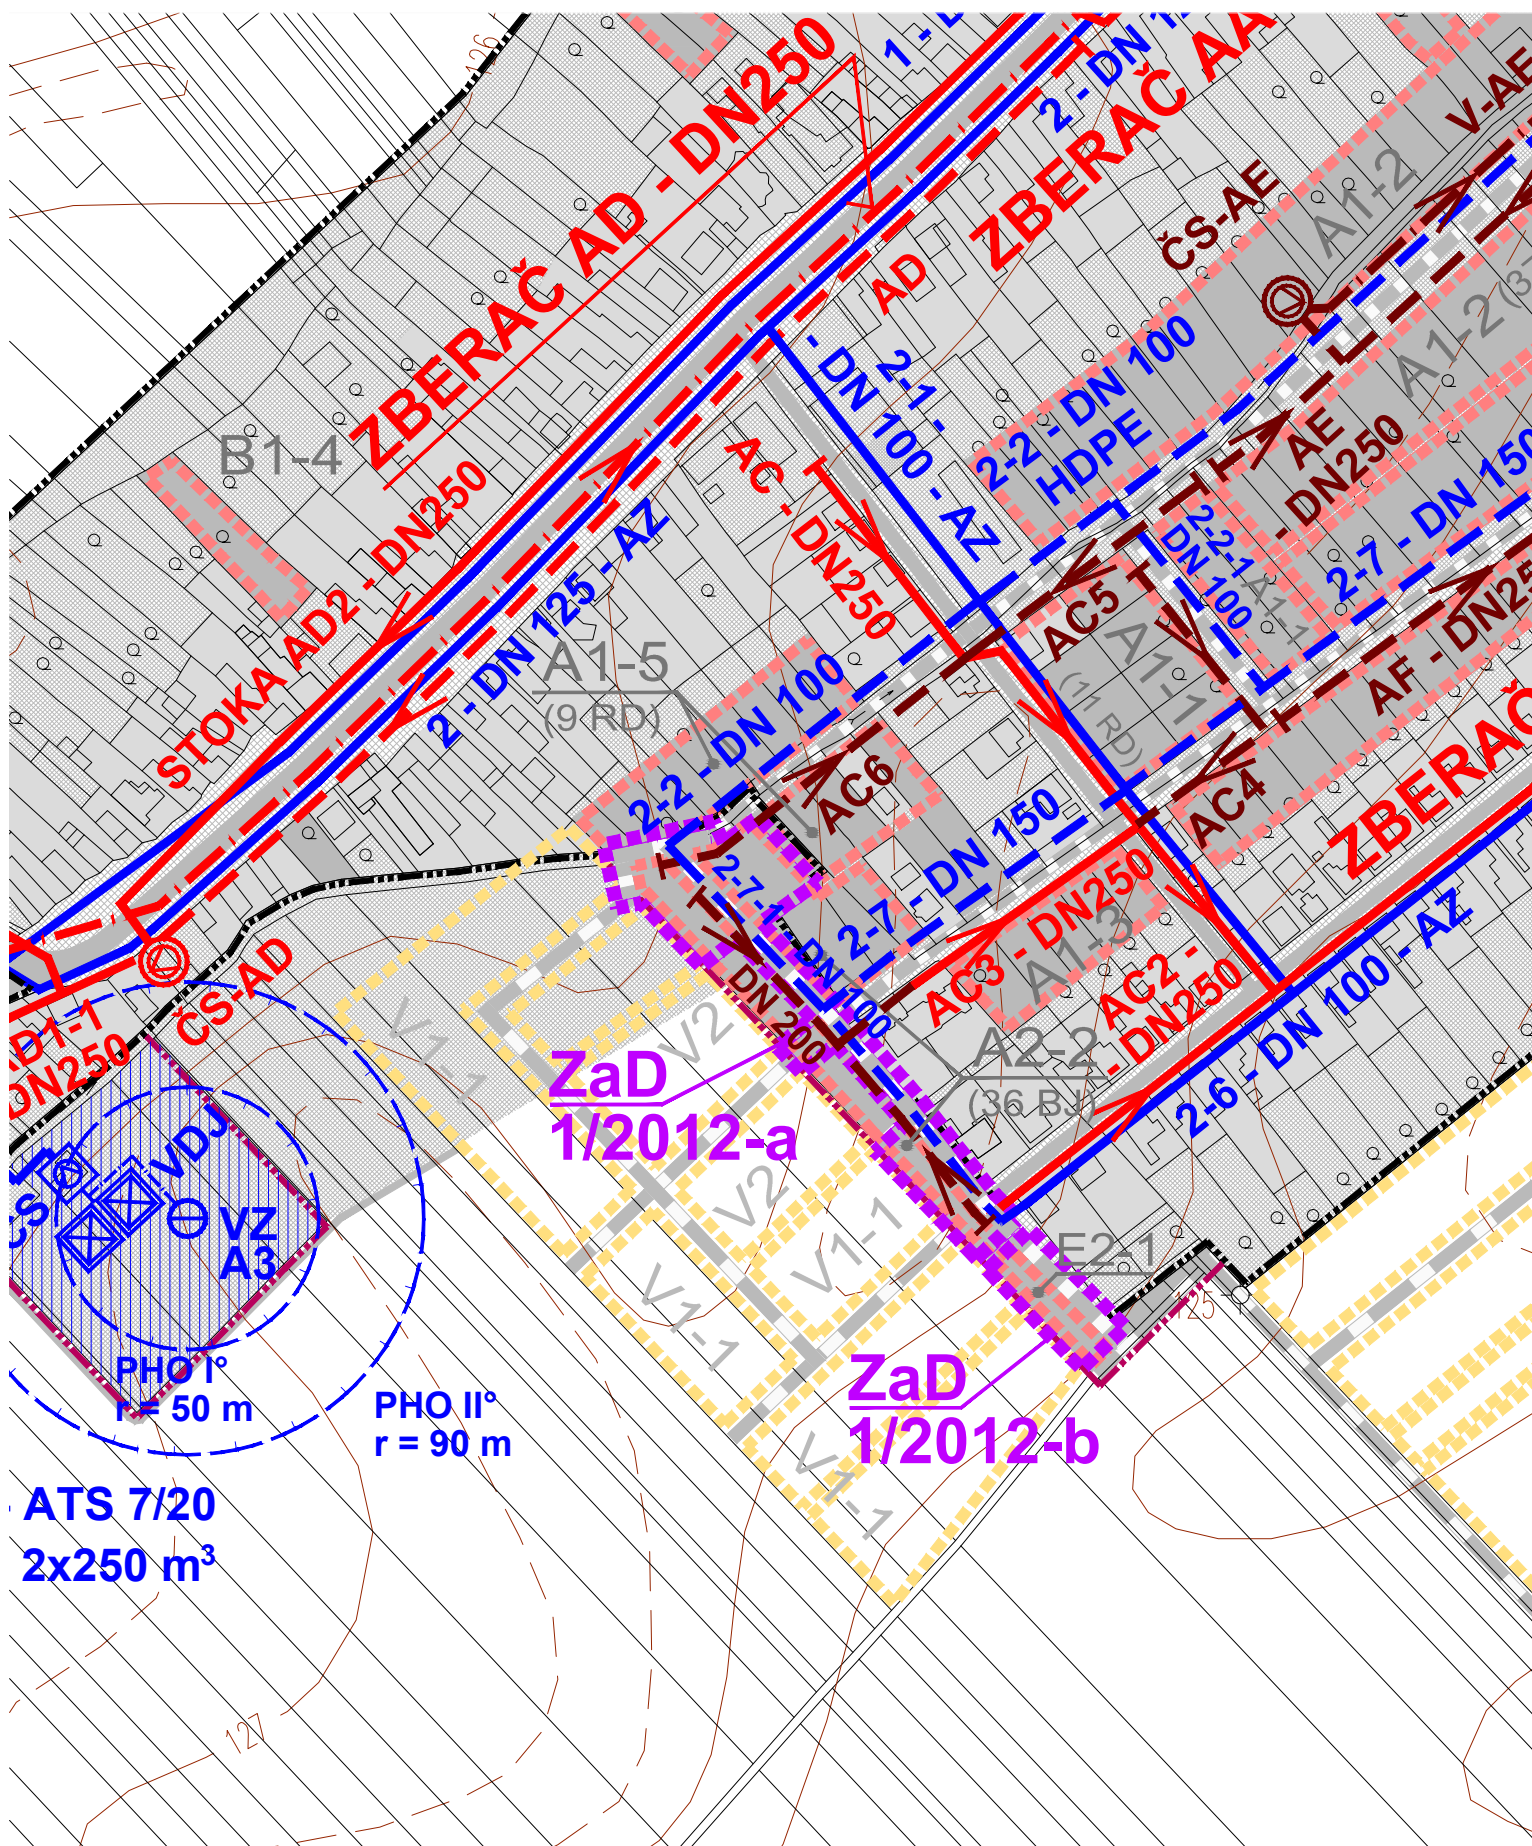 126
ZBERAČ AD - DN250
ZBERAČ AA
V-AF
ČS-AE
A1-2
A1-2
AD
2-1 -
- DN 100 - AZ
2-2 - DN 100
HDPE
AE
- DN250
B1-4
AC - DN250
STOKA AD2 - DN250
2 - DN 125 - AZ
2-2-1
DN 100
A1-1
2-7 - DN 150
AC5
A1-1
(11 RD)
AF - DN25
A1-5
(9 RD)
2-2 - DN 100
AC6
AC4
ZBERAČ
2-7-1 - DN 100
2-7 - DN 150
AC3 - DN250
A1-3
AC2 -
- DN250
2-6 - DN 100 - AZ
DN 200
ČS-AD
AD1-1
DN250
V1-1
V2
ZaD
1/2012-a
A2-2
(36 BJ)
VDJ
ČS
VZ
A3
V2
V1-1
V1-1
E2-1
125
PHO I°
r = 50 m
PHO II°
r = 90 m
ZaD
1/2012-b
V1-1
ATS 7/20
2x250 m³
127